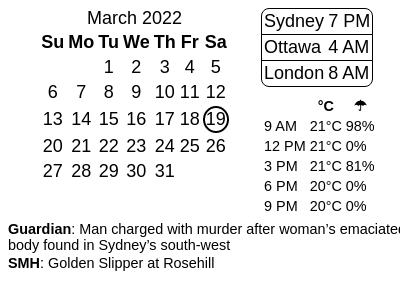 March 2022
Su Mo Tu We Th Fr Sa
1 2 3 4 5
6 7 8 9 10 11 12
13 14 15 16 17 18 19
20 21 22 23 24 25 26
27 28 29 30 31
Sydney 7 PM
Ottawa 4 AM
London 8 AM
°C ☂
9 AM 21°C 98%
12 PM 21°C 0%
3 PM 21°C 81%
6 PM 20°C 0%
9 PM 20°C 0%
Guardian: Man charged with murder after woman’s emaciated
body found in Sydney’s south-west
SMH: Golden Slipper at Rosehill